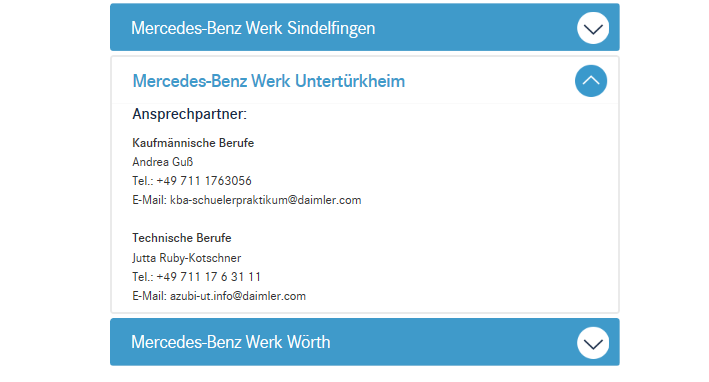 Mercedes-Benz Werk Sindelfingen
Mercedes-Benz Werk Untertürkheim
Ansprechpartner:
Kaufmännische Berufe
Andrea Guß
Tel.: +49 711 1763056
E-Mail: kba-schuelerpraktikum@daimler.com
Technische Berufe
Jutta Ruby-Kotschner
Tel.: +49 711 17 6 31 11
E-Mail: azubi-ut.info@daimler.com
Mercedes-Benz Werk Wörth